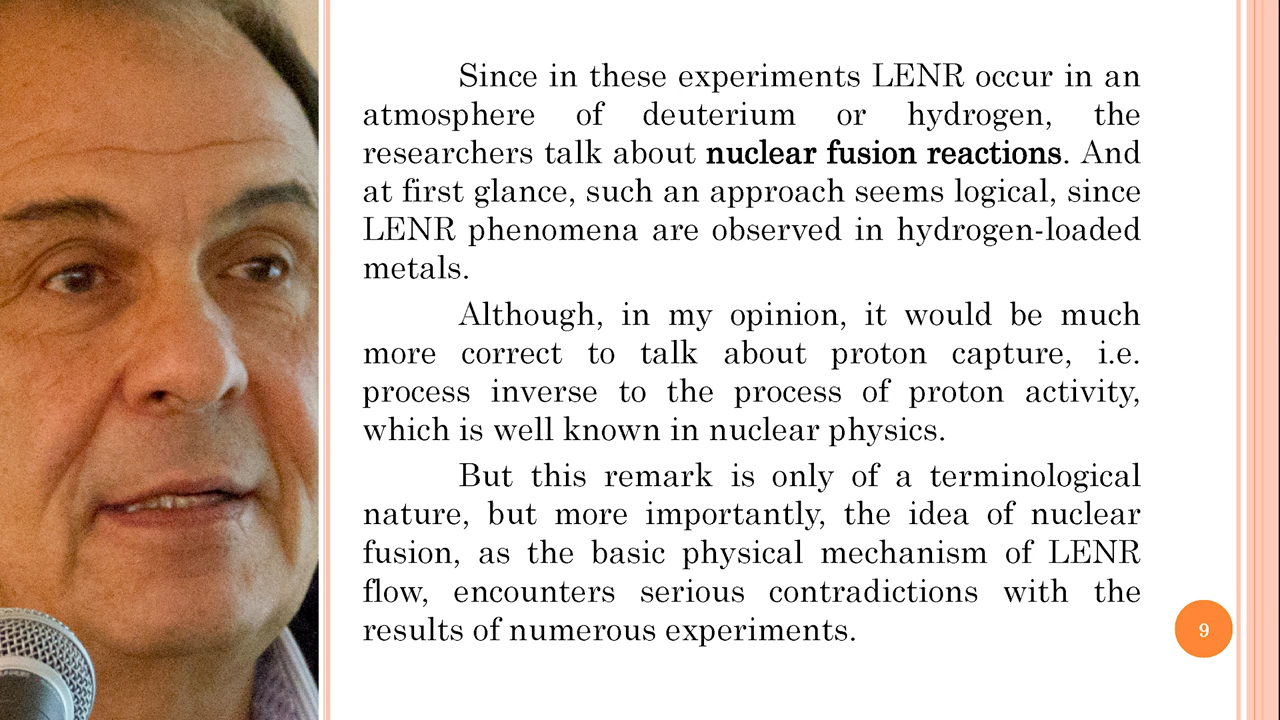 Since in these experiments LENR occur in an
atmosphere of deuterium or hydrogen, the
researchers talk about nuclear fusion reactions. And
at first glance, such an approach seems logical, since
LENR phenomena are observed in hydrogen-loaded
metals.
Although, in my opinion, it would be much
more correct to talk about proton capture, i.e.
process inverse to the process of proton activity,
which is well known in nuclear physics.
But this remark is only of a terminological
nature, but more importantly, the idea of nuclear
fusion, as the basic physical mechanism of LENR
flow, encounters serious contradictions with the
results of numerous experiments.
9